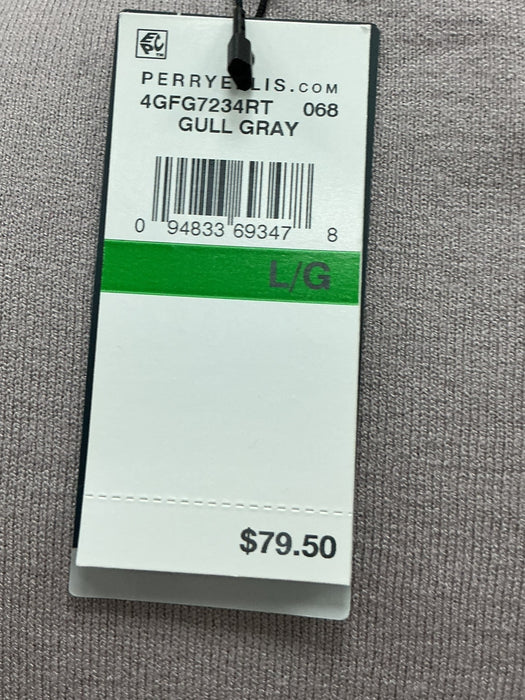 PERRYELLIS.COM
4GFG7234RT 068
GULL GRAY
0 94833 69347 8
L/G
$79.50